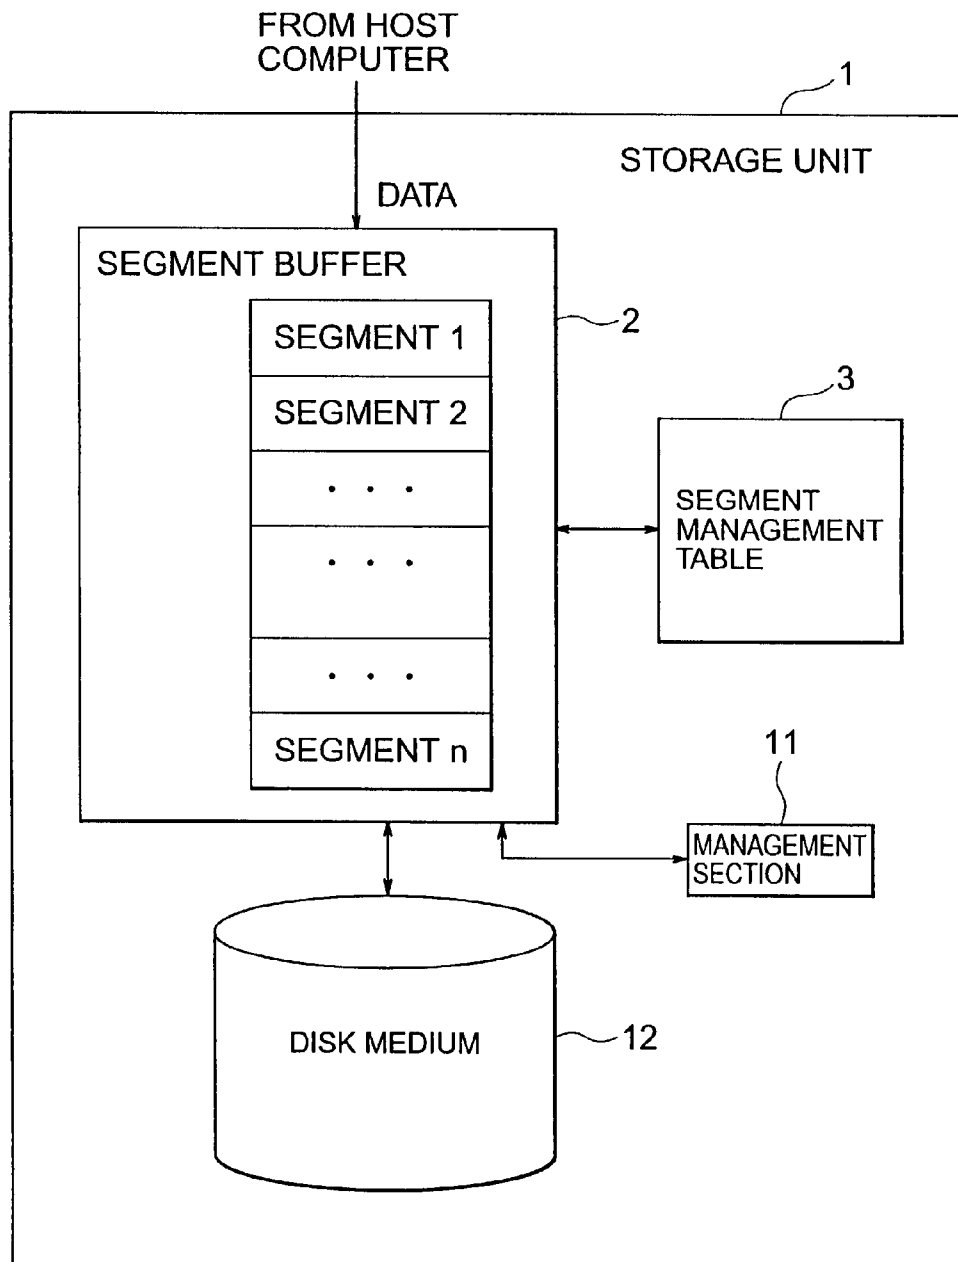 FROM HOST
COMPUTER
1
STORAGE UNIT
DATA
SEGMENT BUFFER
SEGMENT 1
2
SEGMENT 2
3
. . .
SEGMENT
MANAGEMENT
TABLE
. . .
. . .
SEGMENT n
11
MANAGEMENT
SECTION
DISK MEDIUM
12